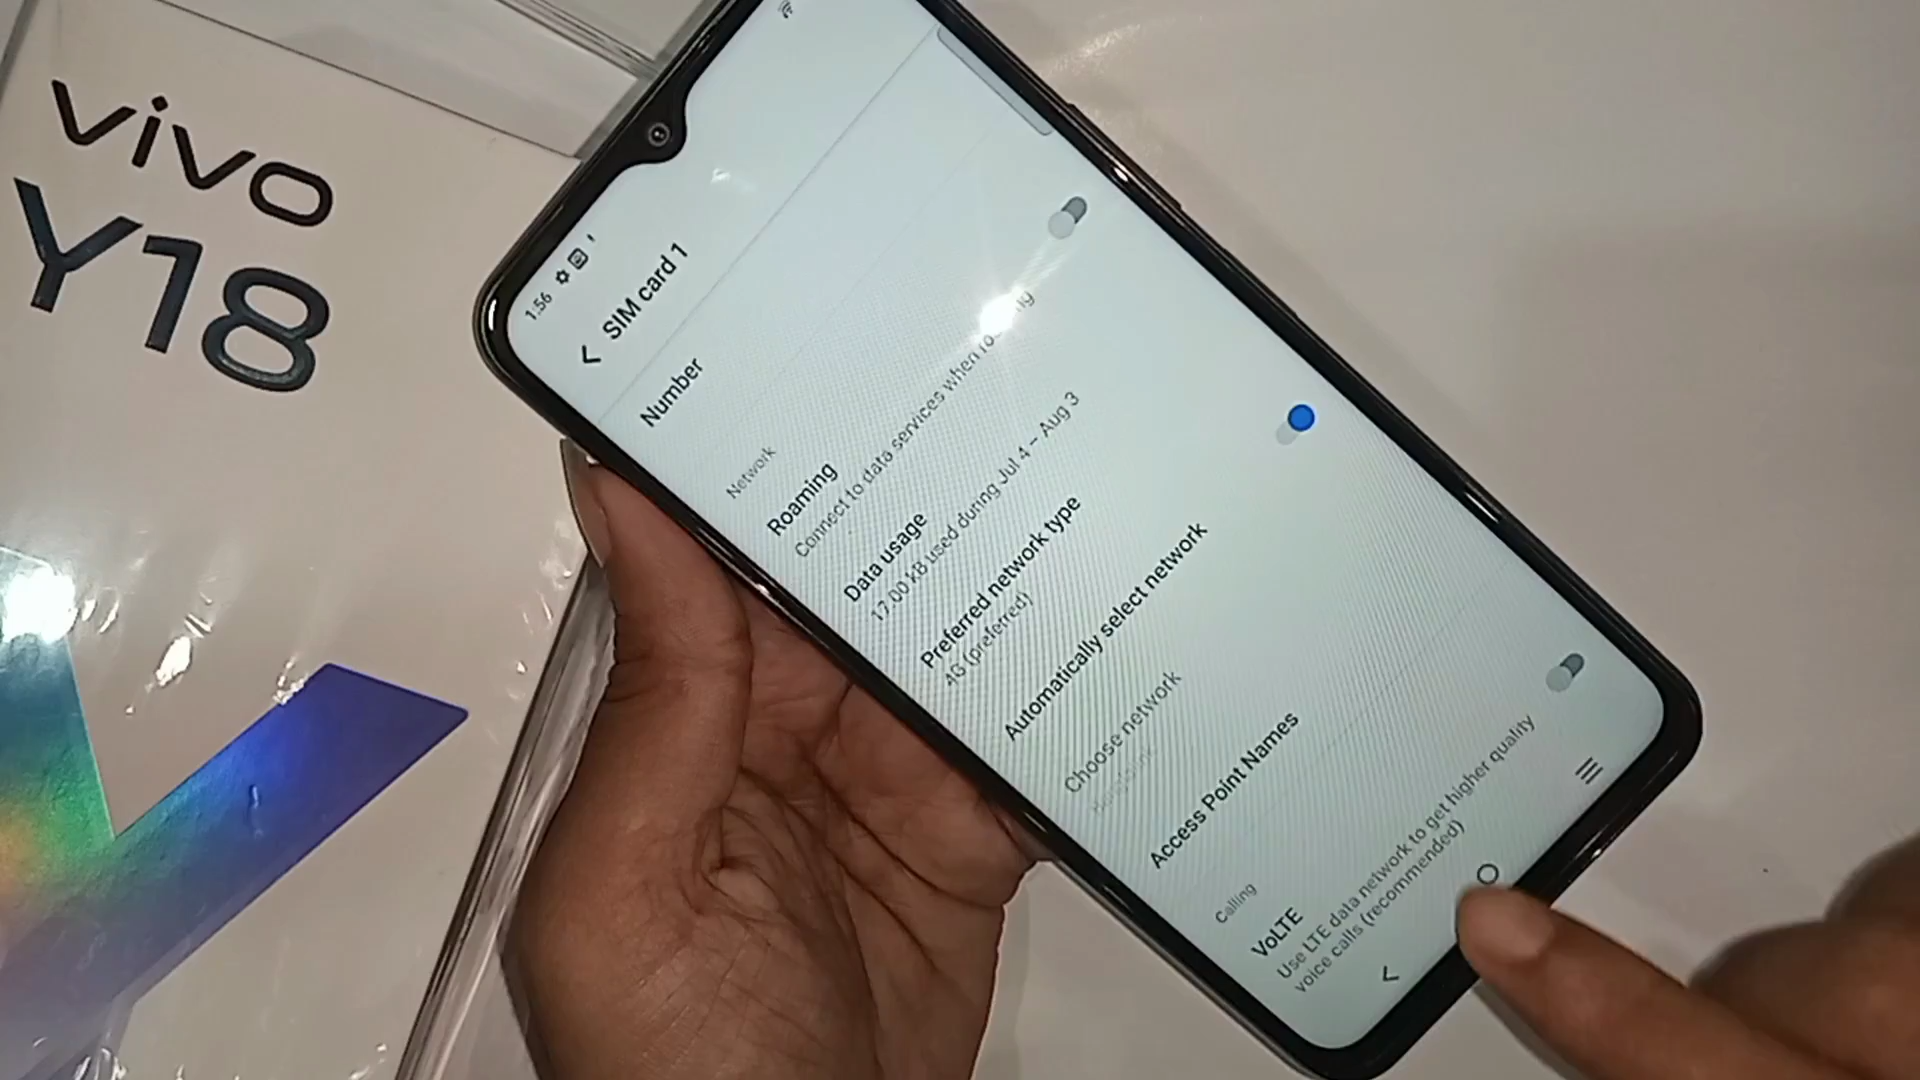 vivo
Y18
1:56
SIM card 1
Number
Network
Roaming
Connect to data services when
Data usage
17.00 kB used during Jul 4 – Aug 3
Preferred network type
4G (preferred)
Automatically select network
Choose network
Banglalink
Access Point Names
Calling
VoLTE
Use LTE data network to get higher quality
voice calls (recommended)